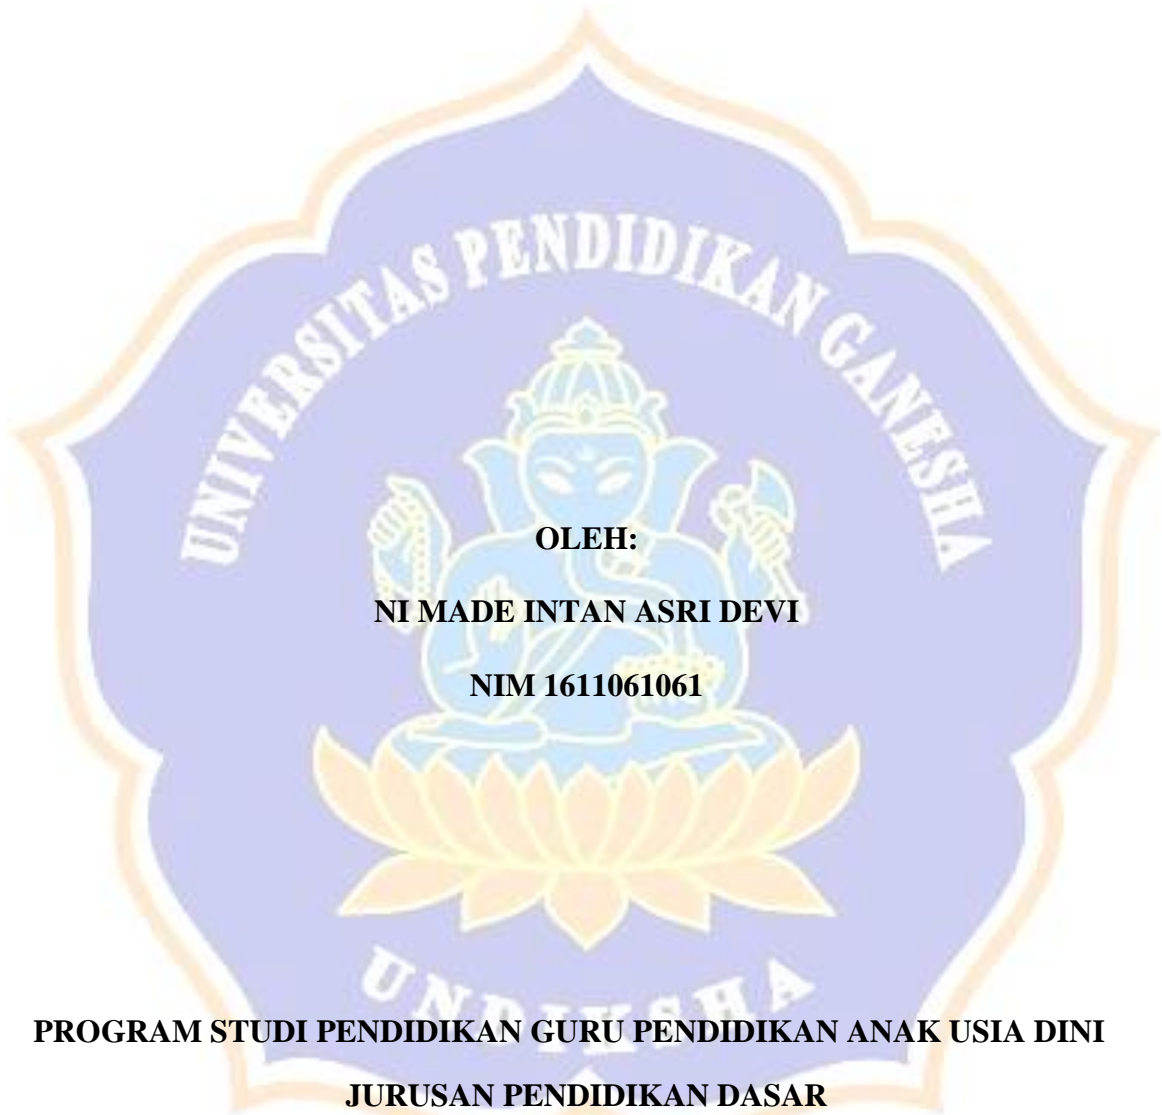 UNIVERSITAS PENDIDIKAN GANESHA
OLEH:
NI MADE INTAN ASRI DEVI
NIM 1611061061
UNDIKSHA
PROGRAM STUDI PENDIDIKAN GURU PENDIDIKAN ANAK USIA DINI
JURUSAN PENDIDIKAN DASAR